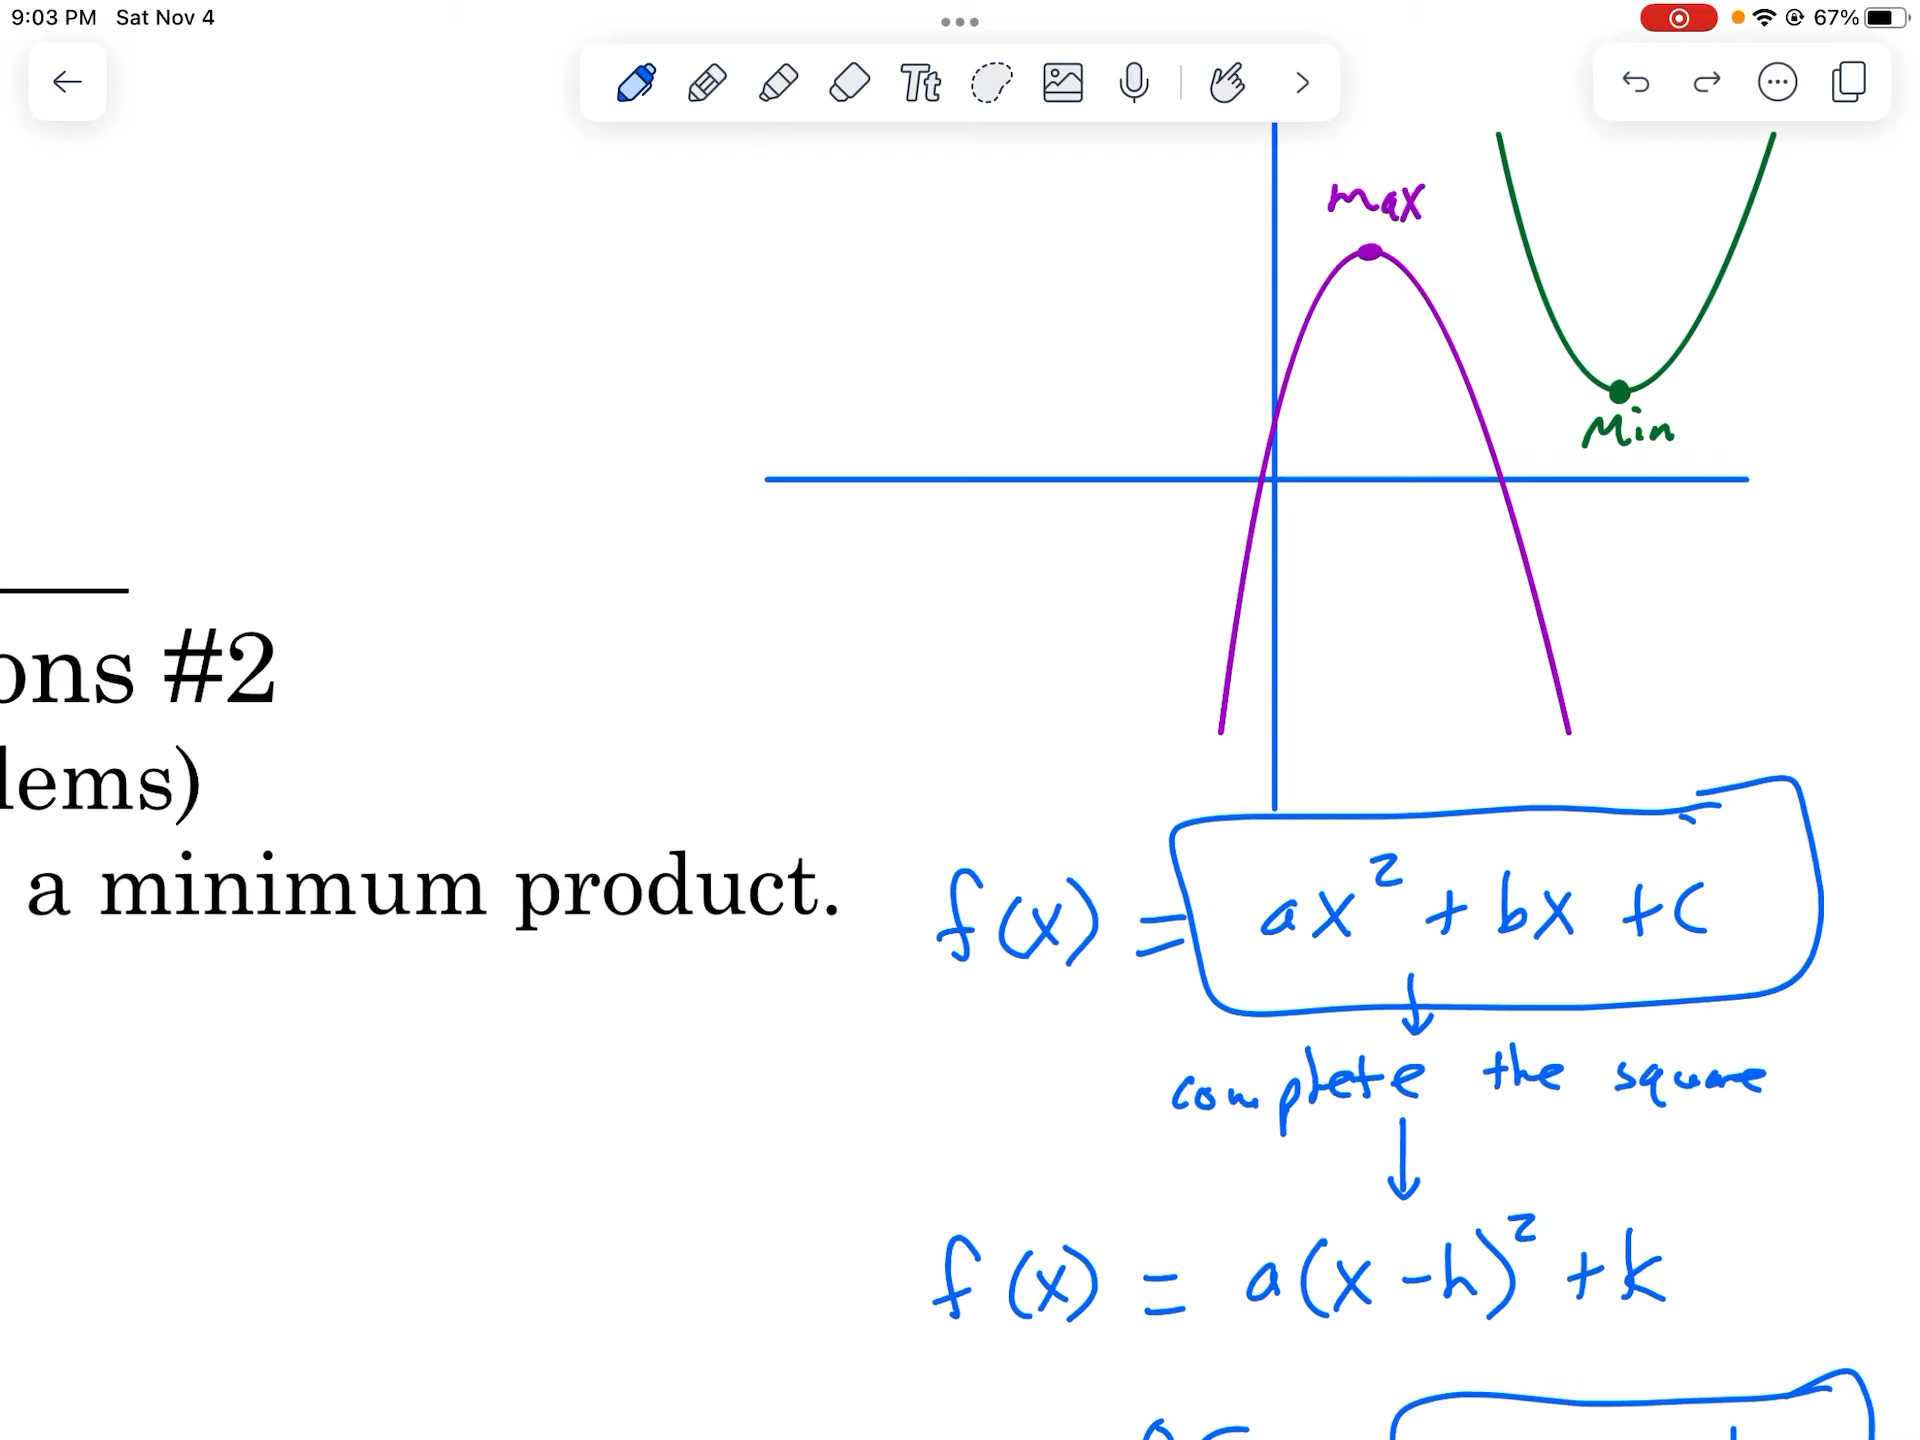 9:03 PM Sat Nov 4
67%
Tt
max
Min
ons #2
lems)
a minimum product.
f(x) = ax² + bx + c
complete the square
f(x) = a(x-h)² + k